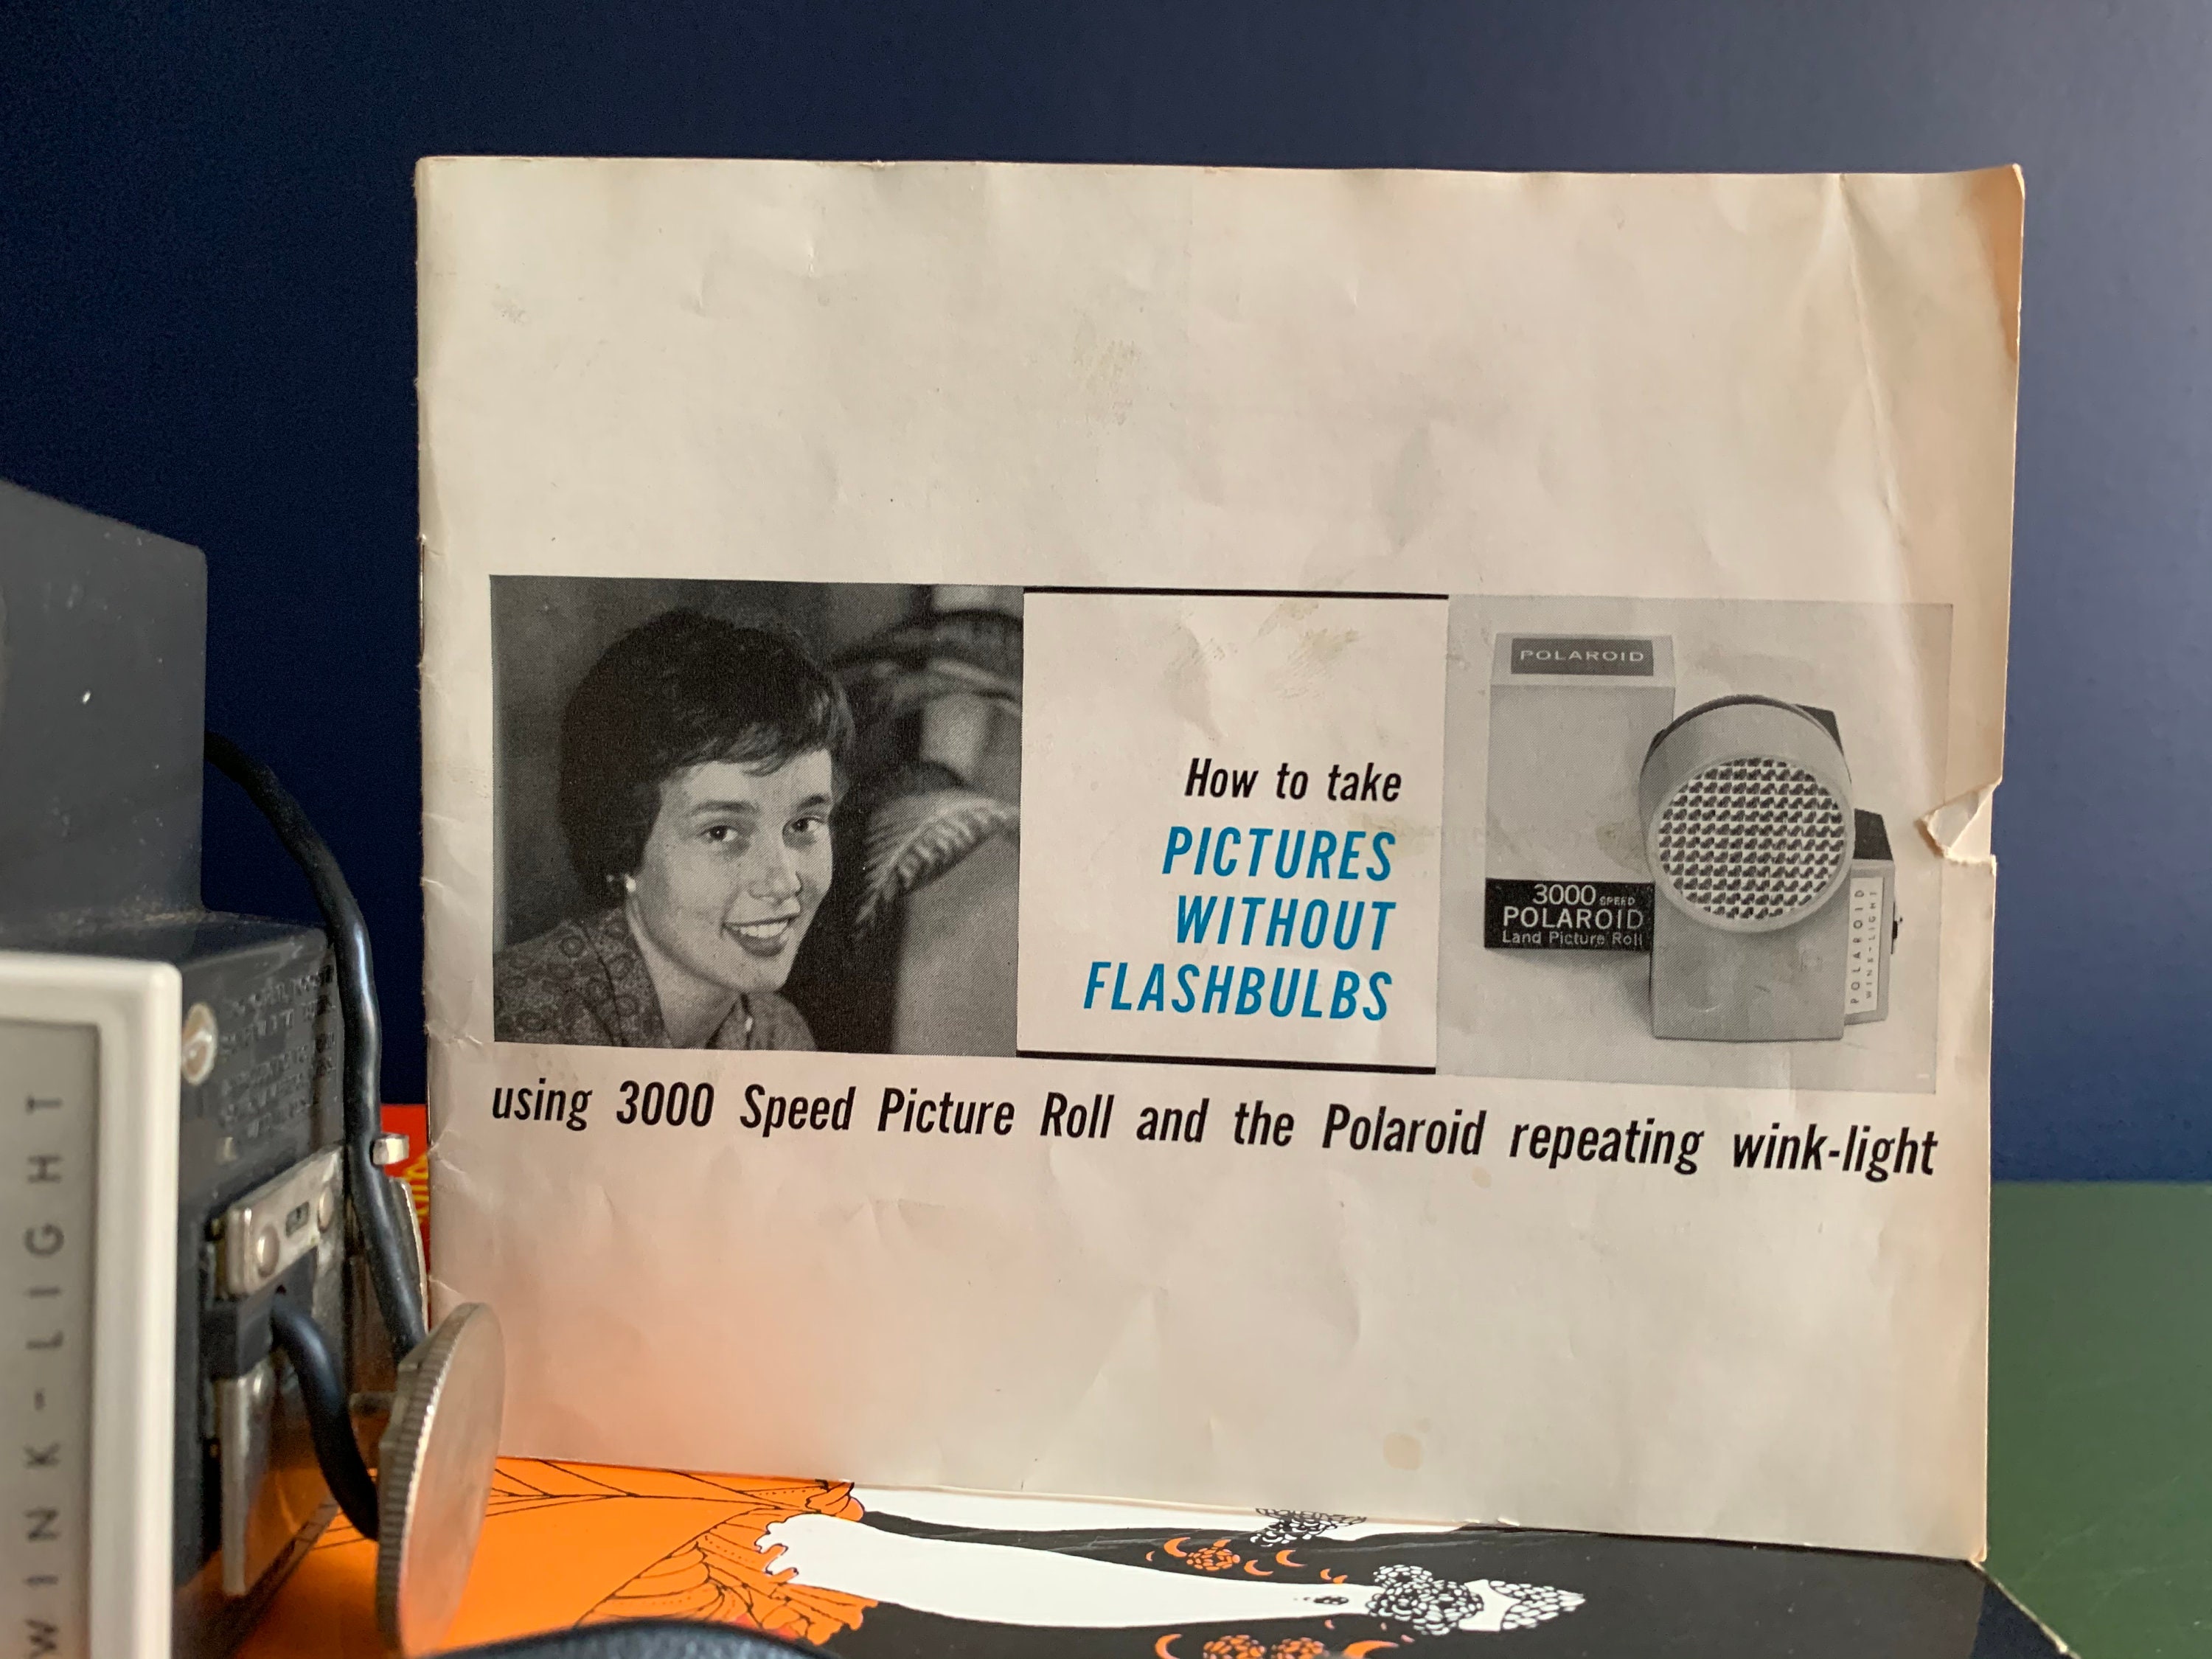 How to take
PICTURES
WITHOUT
FLASHBULBS
POLAROID
3000 SPEED
POLAROID
Land Picture Roll
POLAROID
WINK-LIGHT
using 3000 Speed Picture Roll and the Polaroid repeating wink-light
WINK-LIGHT